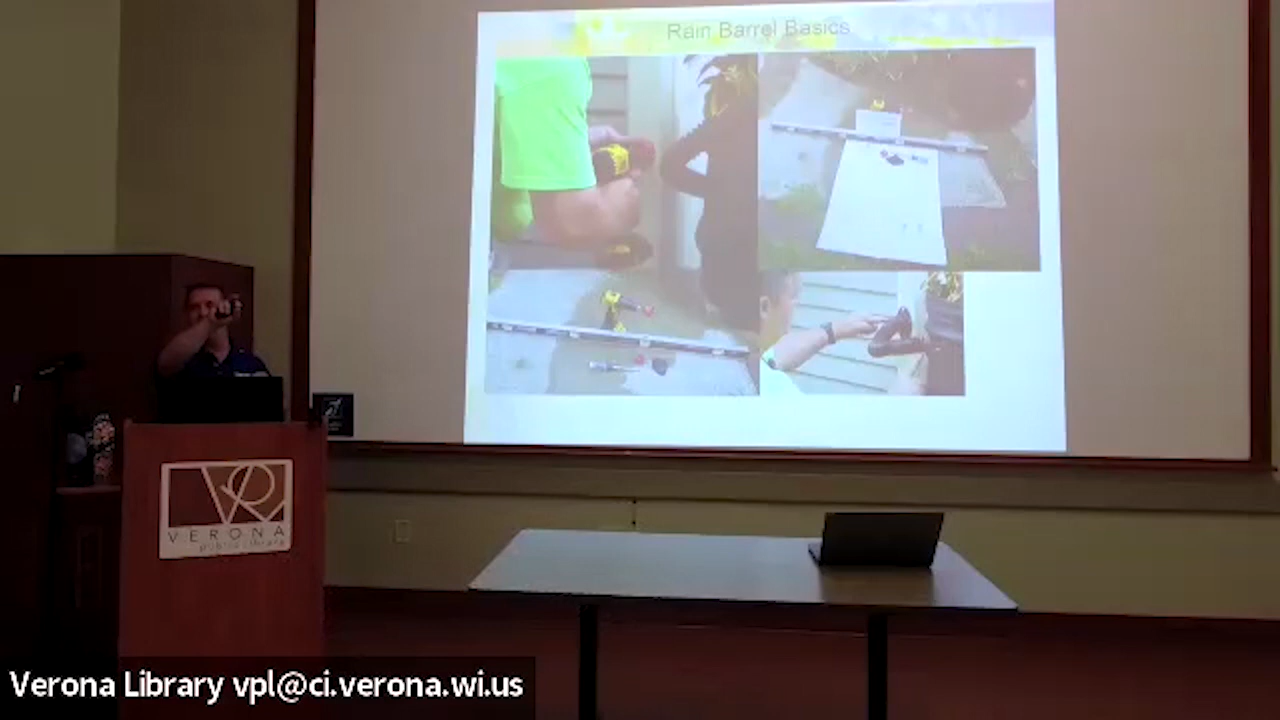 Rain Barrel Basics
VERONA
public library
Verona Library vpl@ci.verona.wi.us